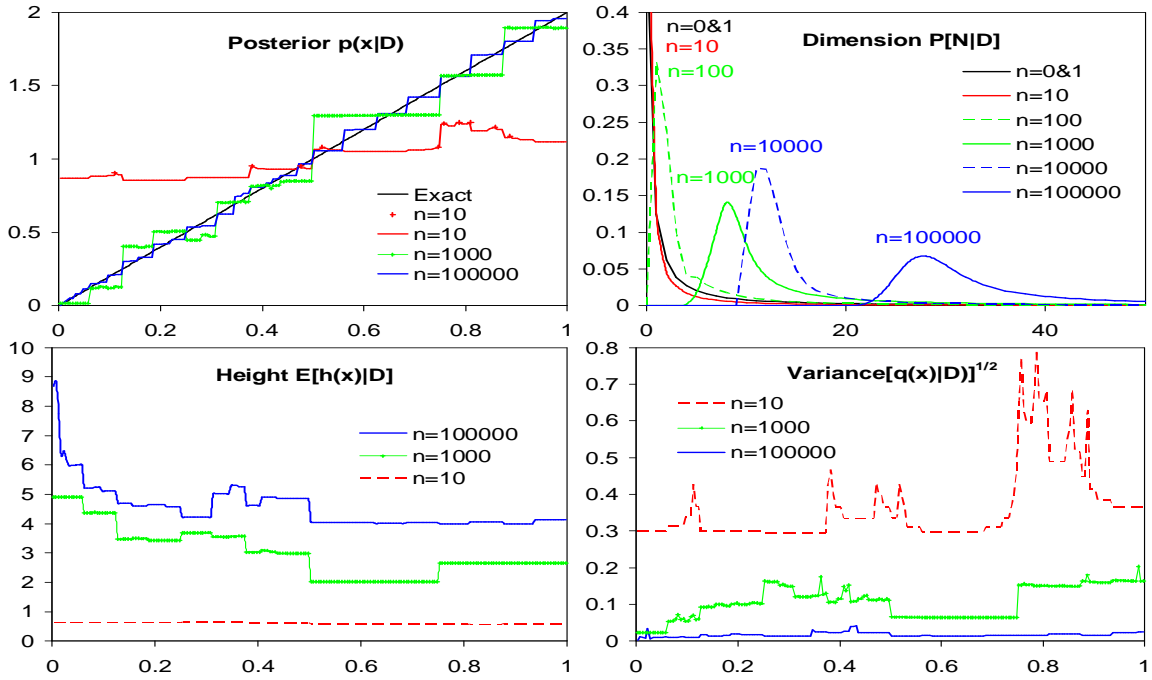 Posterior p(x|D)
2
1.5
1
0.5
0
0 0.2 0.4 0.6 0.8 1
Exact
n=10
n=10
n=1000
n=100000
Dimension P[N|D]
0.4
0.35
0.3
0.25
0.2
0.15
0.1
0.05
0
0 20 40
n=0&1
n=10
n=100
n=1000
n=10000
n=100000
n=0&1
n=10
n=100
n=1000
n=10000
n=100000
Height E[h(x)|D]
10
9
8
7
6
5
4
3
2
1
0
0 0.2 0.4 0.6 0.8 1
n=100000
n=1000
n=10
Variance[q(x)|D)]1/2
0.8
0.7
0.6
0.5
0.4
0.3
0.2
0.1
0
0 0.2 0.4 0.6 0.8 1
n=10
n=1000
n=100000